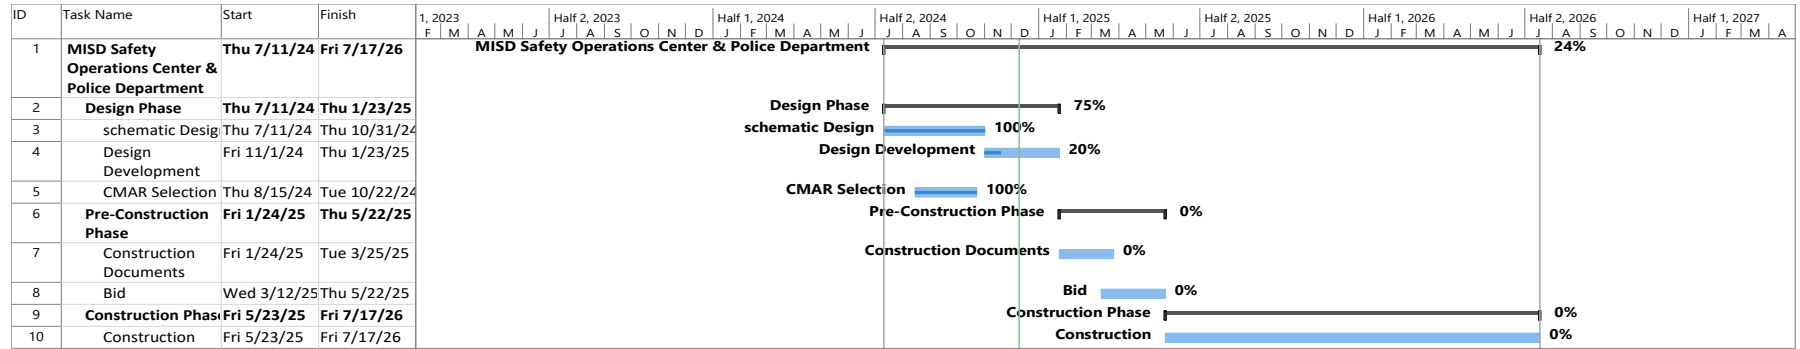 ID Task Name Start Finish 1, 2023 Half 2, 2023 Half 1, 2024 Half 2, 2024 Half 1, 2025 Half 2, 2025 Half 1, 2026 Half 2, 2026 Half 1, 2027
F M A M J J A S O N D J F M A M J J A S O N D J F M A M J J A S O N D J F M A M J J A S O N D J F M A
1 MISD Safety Thu 7/11/24 Fri 7/17/26 MISD Safety Operations Center & Police Department 24%
Operations Center &
Police Department
2 Design Phase Thu 7/11/24 Thu 1/23/25 Design Phase 75%
3 schematic Desig Thu 7/11/24 Thu 10/31/24 schematic Design 100%
4 Design Fri 11/1/24 Thu 1/23/25 Design Development 20%
Development
5 CMAR Selection Thu 8/15/24 Tue 10/22/24 CMAR Selection 100%
6 Pre-Construction Fri 1/24/25 Thu 5/22/25 Pre-Construction Phase 0%
Phase
7 Construction Fri 1/24/25 Tue 3/25/25 Construction Documents 0%
Documents
8 Bid Wed 3/12/25 Thu 5/22/25 Bid 0%
9 Construction Phase Fri 5/23/25 Fri 7/17/26 Construction Phase 0%
10 Construction Fri 5/23/25 Fri 7/17/26 Construction 0%